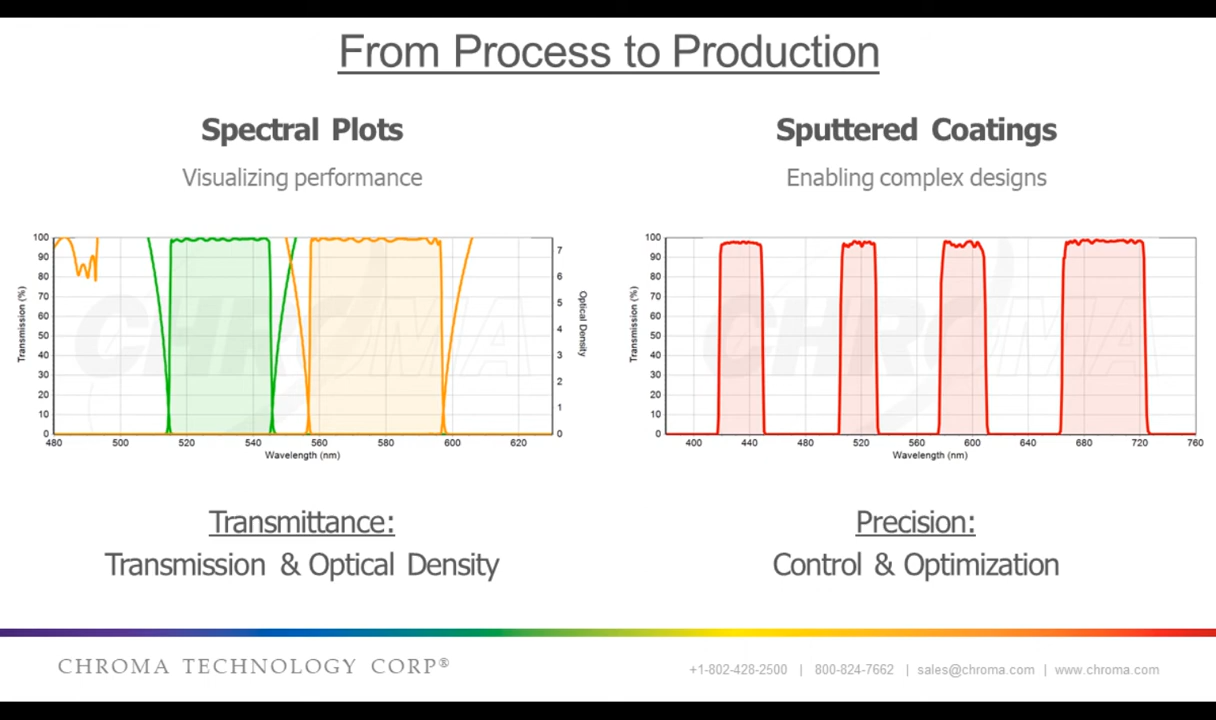 From Process to Production
Spectral Plots
Visualizing performance
100
90
80
70
60
50
40
30
20
10
0
Transmission (%)
7
6
5
4
3
2
1
0
Optical Density
480 500 520 540 560 580 600 620
Wavelength (nm)
CHROMA
Transmittance:
Transmission & Optical Density
Sputtered Coatings
Enabling complex designs
100
90
80
70
60
50
40
30
20
10
0
Transmission (%)
400 440 480 520 560 600 640 680 720 760
Wavelength (nm)
CHROMA
Precision:
Control & Optimization
CHROMA TECHNOLOGY CORP®
+1-802-428-2500 | 800-824-7662 | sales@chroma.com | www.chroma.com